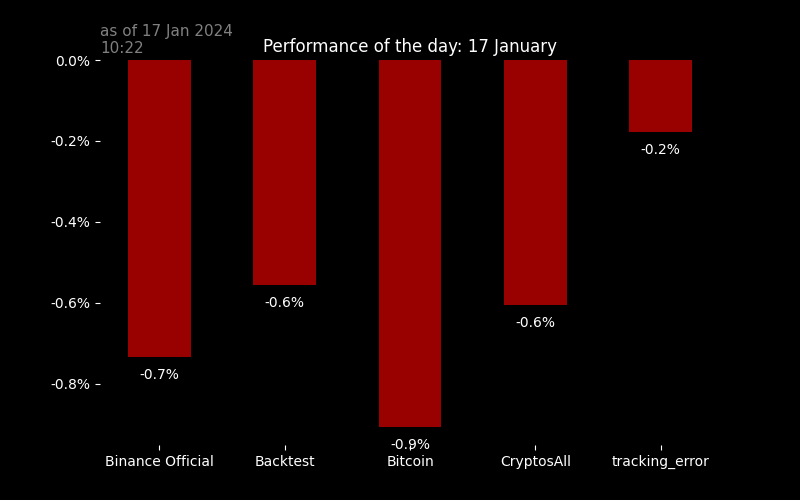 as of 17 Jan 2024
10:22
Performance of the day: 17 January
0.0%
-0.2%
-0.4%
-0.6%
-0.8%
-0.7%
-0.6%
-0.9%
-0.6%
-0.2%
Binance Official
Backtest
Bitcoin
CryptosAll
tracking_error